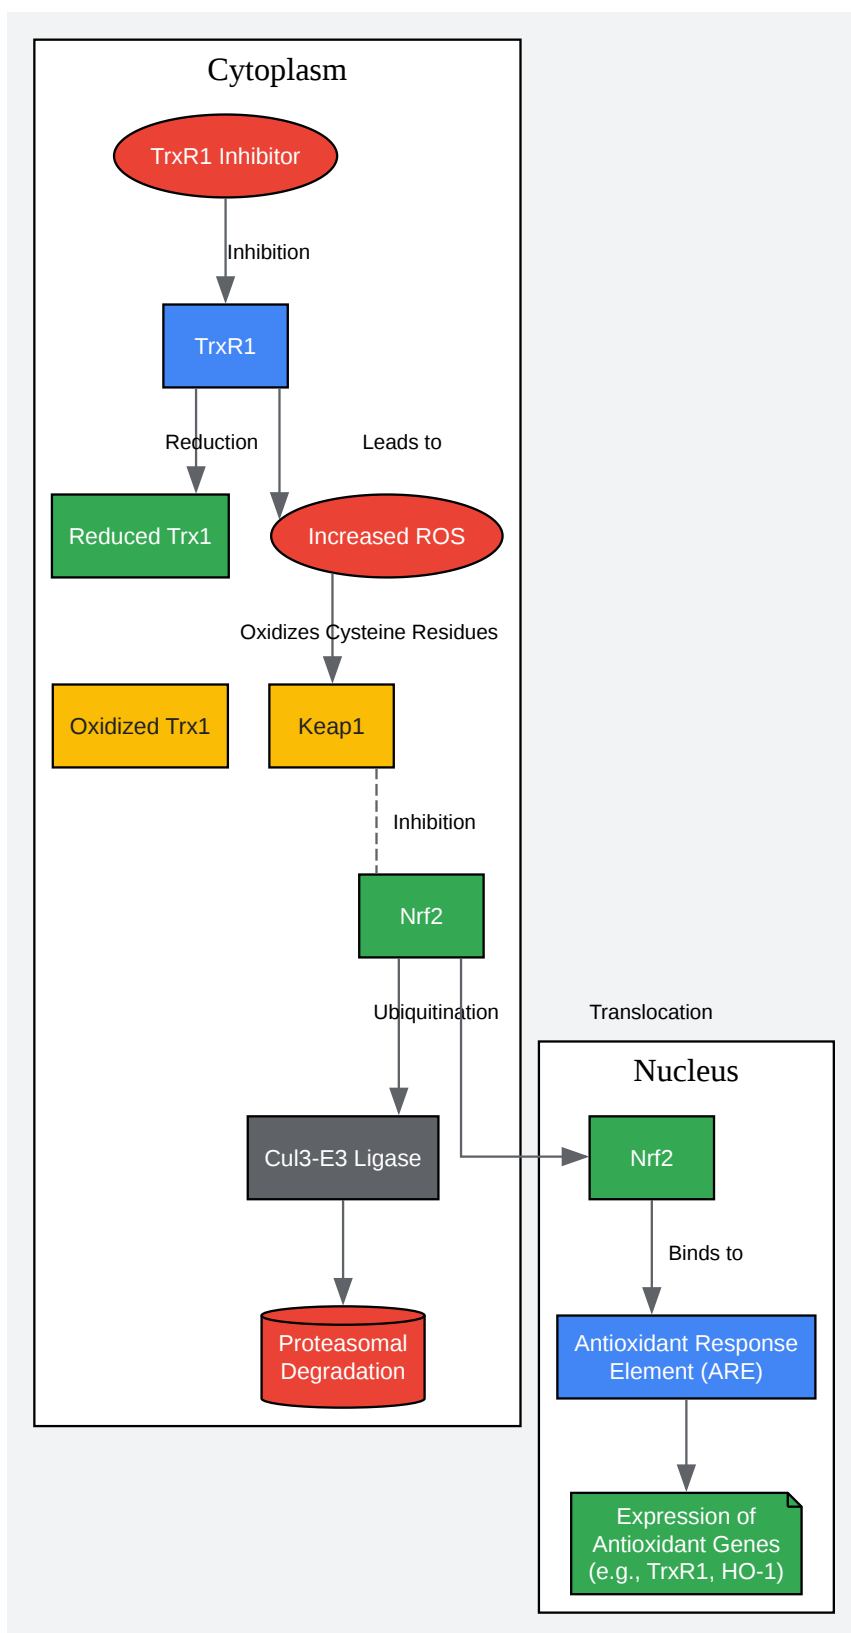 Cytoplasm
TrxR1 Inhibitor
Inhibition
TrxR1
Reduction
Leads to
Reduced Trx1
Increased ROS
Oxidizes Cysteine Residues
Oxidized Trx1
Keap1
Inhibition
Nrf2
Ubiquitination
Translocation
Nucleus
Cul3-E3 Ligase
Nrf2
Binds to
Proteasomal
Degradation
Antioxidant Response
Element (ARE)
Expression of
Antioxidant Genes
(e.g., TrxR1, HO-1)